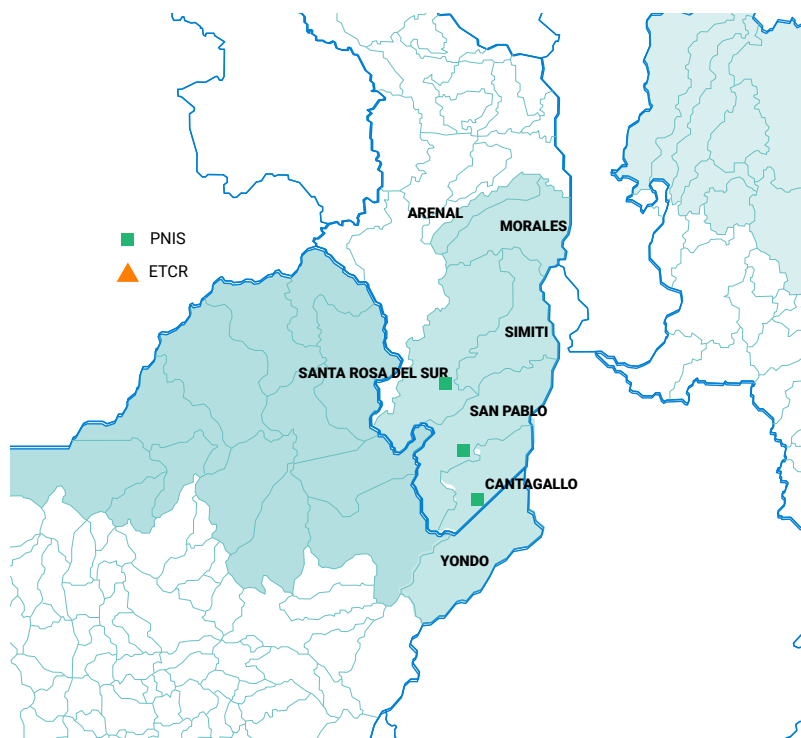 ARENAL
MORALES
PNIS
ETCR
SIMITI
SANTA ROSA DEL SUR
SAN PABLO
CANTAGALLO
YONDO